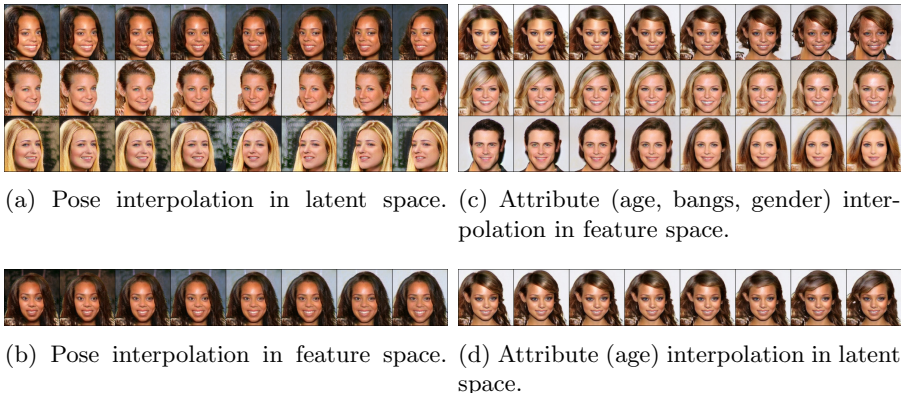 (a) Pose interpolation in latent space.
(c) Attribute (age, bangs, gender) inter-
polation in feature space.
(b) Pose interpolation in feature space.
(d) Attribute (age) interpolation in latent
space.